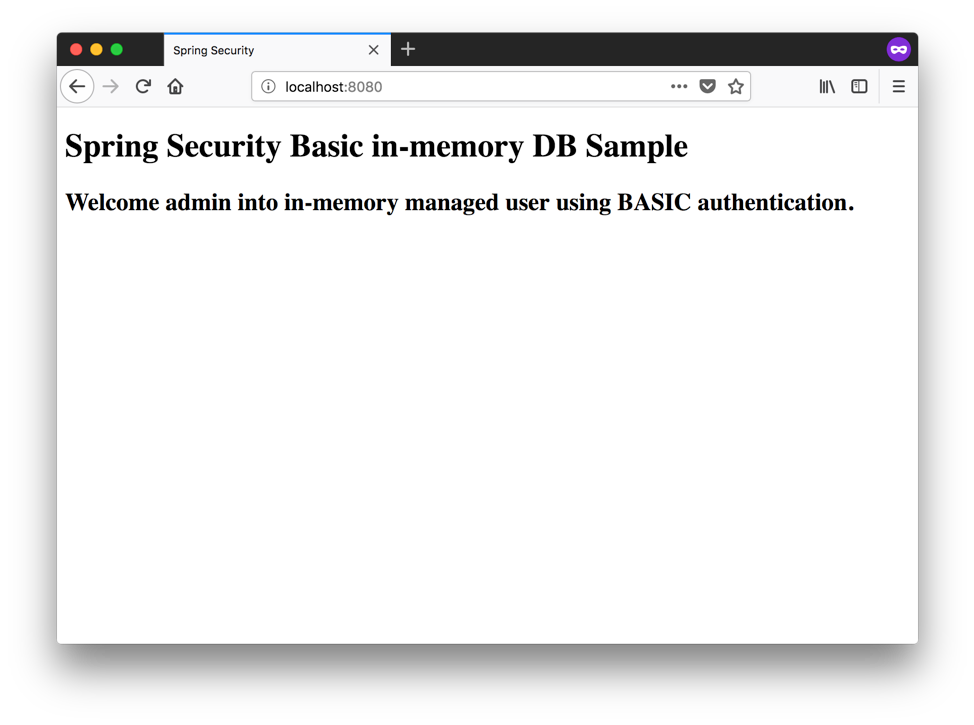 Spring Security
localhost:8080
Spring Security Basic in-memory DB Sample
Welcome admin into in-memory managed user using BASIC authentication.